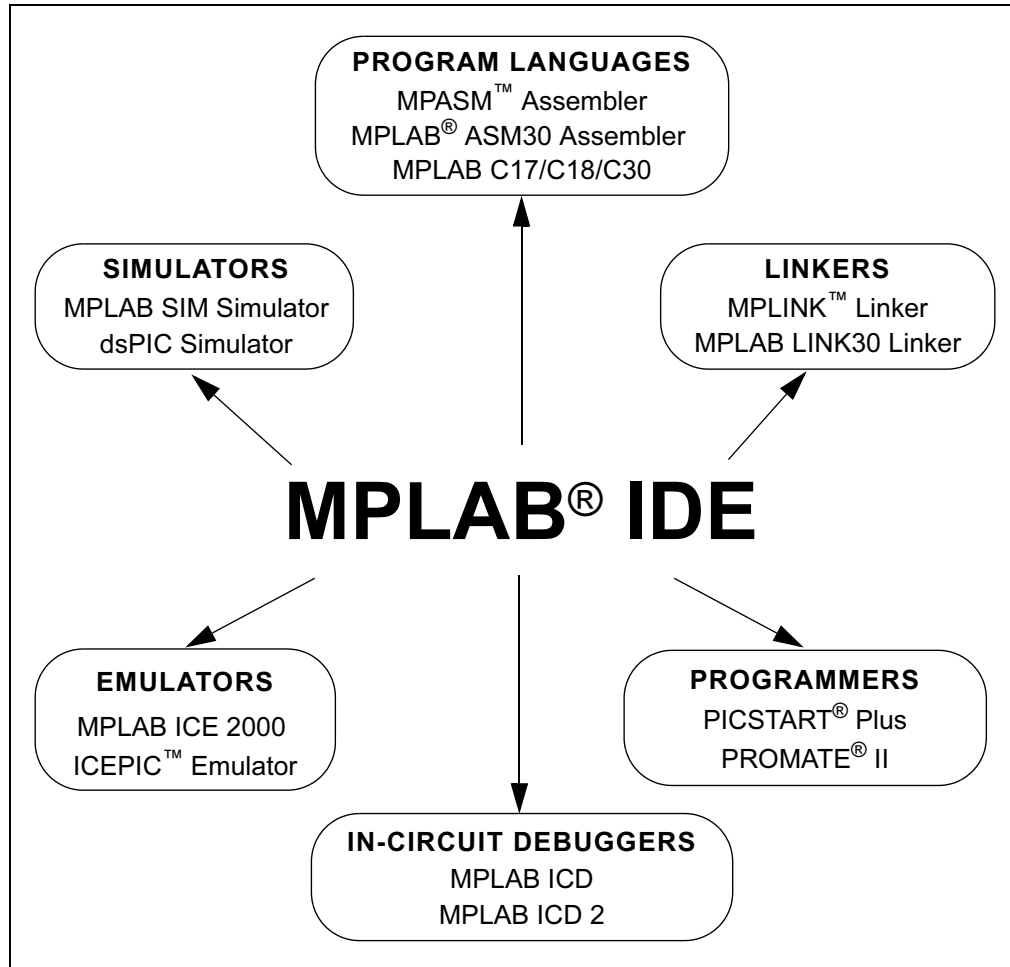 PROGRAM LANGUAGES
MPASM™ Assembler
MPLAB® ASM30 Assembler
MPLAB C17/C18/C30
SIMULATORS
MPLAB SIM Simulator
dsPIC Simulator
LINKERS
MPLINK™ Linker
MPLAB LINK30 Linker
MPLAB® IDE
EMULATORS
MPLAB ICE 2000
ICEPIC™ Emulator
PROGRAMMERS
PICSTART® Plus
PROMATE® II
IN-CIRCUIT DEBUGGERS
MPLAB ICD
MPLAB ICD 2